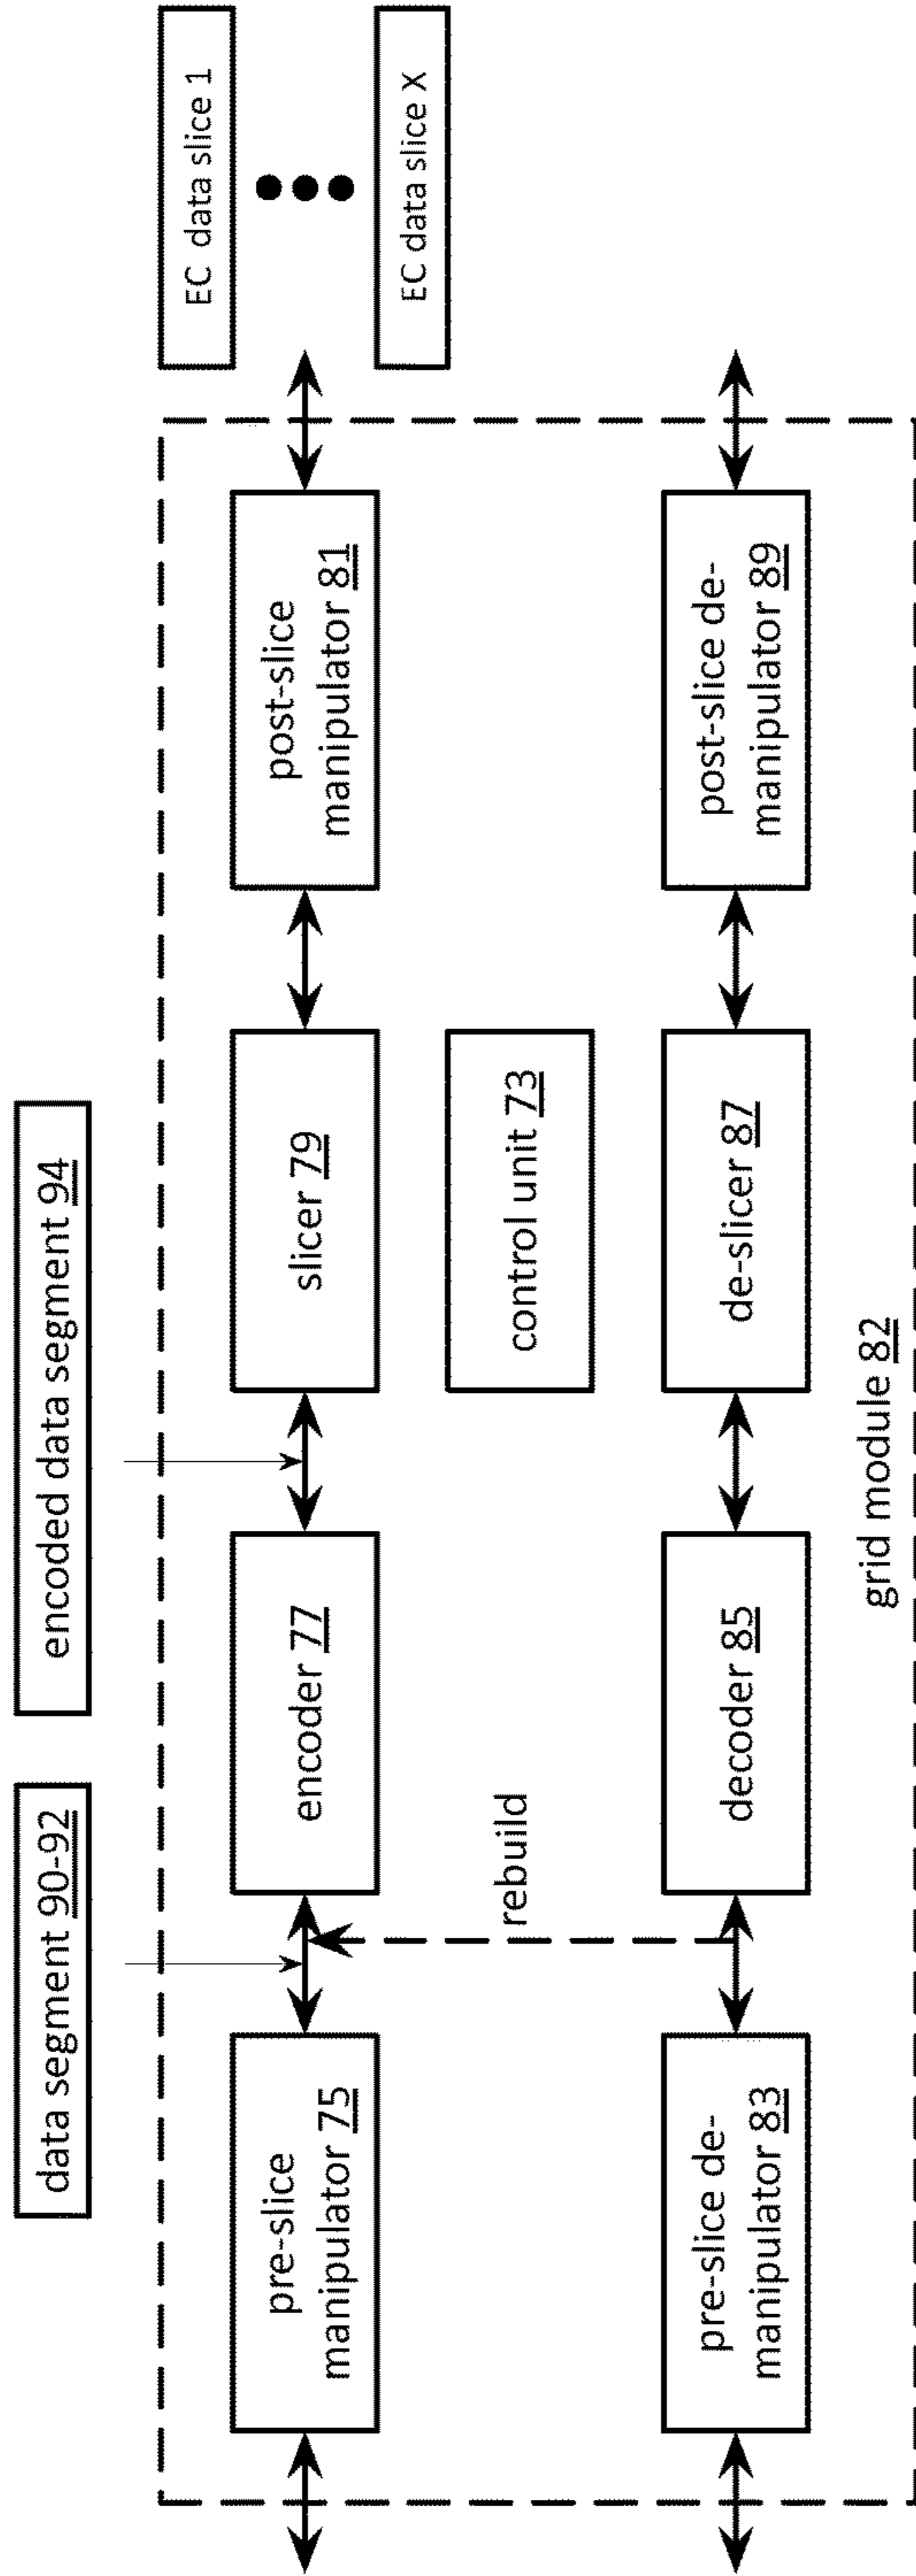 data segment 90-92
encoded data segment 94
pre-slice
manipulator 75
encoder 77
slicer 79
post-slice
manipulator 81
EC data slice 1
EC data slice X
rebuild
control unit 73
pre-slice de-
manipulator 83
decoder 85
de-slicer 87
post-slice de-
manipulator 89
grid module 82